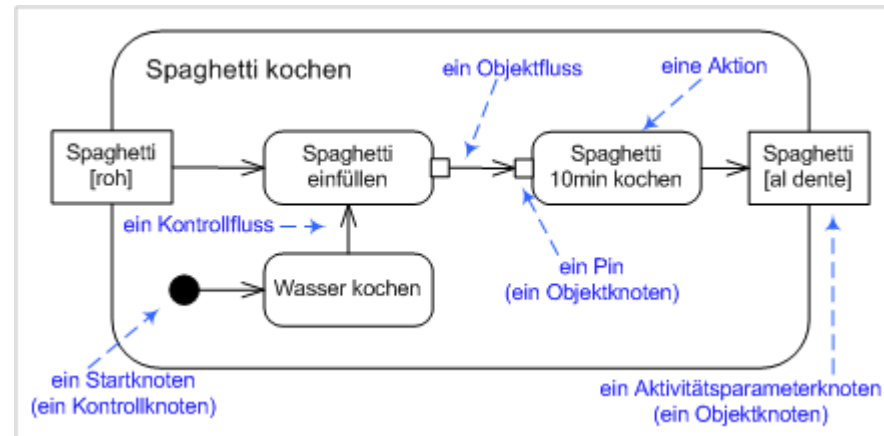 Spaghetti kochen
ein Objektfluss
eine Aktion
Spaghetti
[roh]
Spaghetti
einfüllen
Spaghetti
10min kochen
Spaghetti
[al dente]
ein Kontrollfluss
Wasser kochen
ein Pin
(ein Objektknoten)
ein Startknoten
(ein Kontrollknoten)
ein Aktivitätsparameterknoten
(ein Objektknoten)